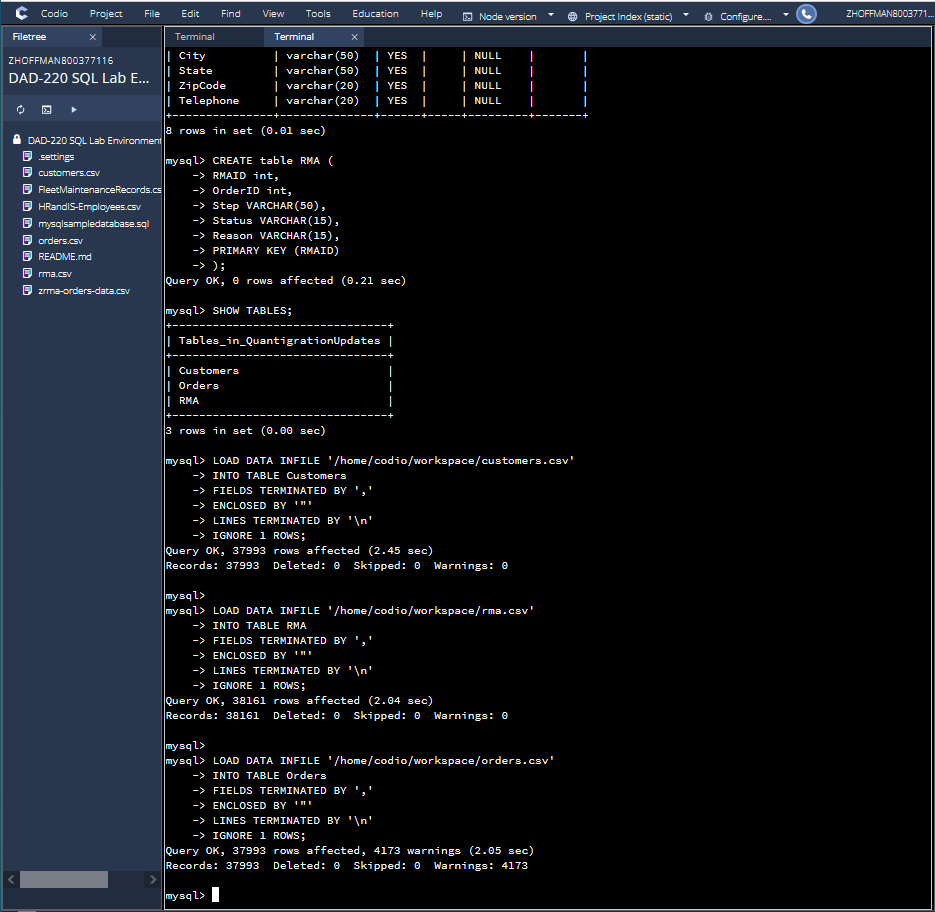 Codio Project File Edit Find View Tools Education Help Node version Project Index (static) Configure.... ZHOFFMAN8003771...
Filetree ×
ZHOFFMAN800377116
DAD-220 SQL Lab E...
DAD-220 SQL Lab Environment
.settings
customers.csv
FleetMaintenanceRecords.cs
HRandIS-Employees.csv
mysqlsampledatabase.sql
orders.csv
README.md
rma.csv
zrma-orders-data.csv
Terminal Terminal ×
| City | varchar(50) | YES | | NULL | |
| State | varchar(50) | YES | | NULL | |
| ZipCode | varchar(20) | YES | | NULL | |
| Telephone | varchar(20) | YES | | NULL | |
+---------------+--------------+------+-----+---------+-------+
8 rows in set (0.01 sec)
mysql> CREATE table RMA (
-> RMAID int,
-> OrderID int,
-> Step VARCHAR(50),
-> Status VARCHAR(15),
-> Reason VARCHAR(15),
-> PRIMARY KEY (RMAID)
-> );
Query OK, 0 rows affected (0.21 sec)
mysql> SHOW TABLES;
+--------------------------------+
| Tables_in_QuantigrationUpdates |
+--------------------------------+
| Customers |
| Orders |
| RMA |
+--------------------------------+
3 rows in set (0.00 sec)
mysql> LOAD DATA INFILE '/home/codio/workspace/customers.csv'
-> INTO TABLE Customers
-> FIELDS TERMINATED BY ','
-> ENCLOSED BY '"'
-> LINES TERMINATED BY '\n'
-> IGNORE 1 ROWS;
Query OK, 37993 rows affected (2.45 sec)
Records: 37993 Deleted: 0 Skipped: 0 Warnings: 0
mysql>
mysql> LOAD DATA INFILE '/home/codio/workspace/rma.csv'
-> INTO TABLE RMA
-> FIELDS TERMINATED BY ','
-> ENCLOSED BY '"'
-> LINES TERMINATED BY '\n'
-> IGNORE 1 ROWS;
Query OK, 38161 rows affected (2.04 sec)
Records: 38161 Deleted: 0 Skipped: 0 Warnings: 0
mysql>
mysql> LOAD DATA INFILE '/home/codio/workspace/orders.csv'
-> INTO TABLE Orders
-> FIELDS TERMINATED BY ','
-> ENCLOSED BY '"'
-> LINES TERMINATED BY '\n'
-> IGNORE 1 ROWS;
Query OK, 37993 rows affected, 4173 warnings (2.05 sec)
Records: 37993 Deleted: 0 Skipped: 0 Warnings: 4173
mysql>